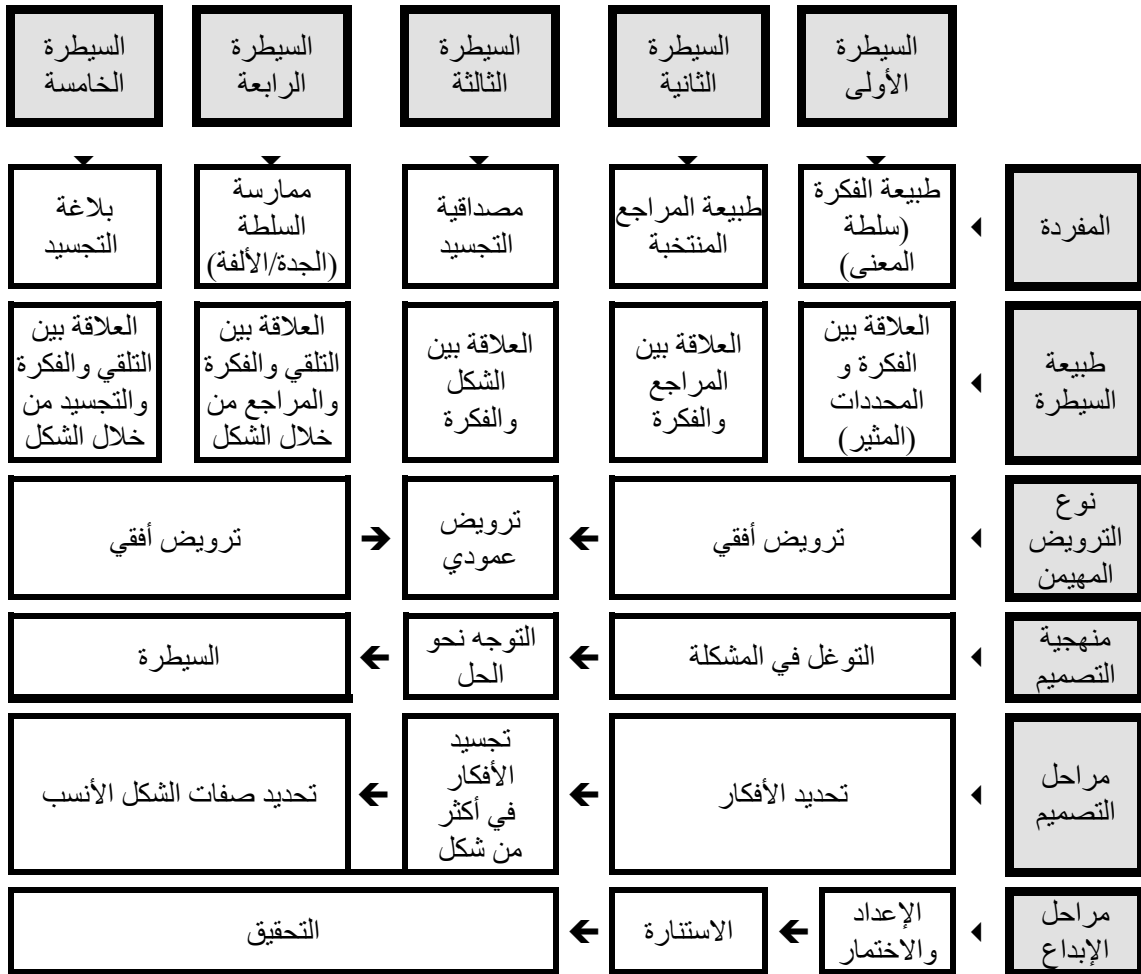 السيطرة
الأولى
السيطرة
الثانية
السيطرة
الثالثة
السيطرة
الرابعة
السيطرة
الخامسة
المفردة
طبيعة الفكرة
(سلطة
المعنى)
طبيعة المراجع
المنتخبة
مصداقية
التجسيد
ممارسة
السلطة
(الجدة/الألفة)
بلاغة
التجسيد
طبيعة
السيطرة
العلاقة بين
الفكرة و
المحددات
(المثير)
العلاقة بين
المراجع
والفكرة
العلاقة بين
الشكل
والفكرة
العلاقة بين
التلقي والفكرة
والمراجع من
خلال الشكل
العلاقة بين
التلقي والفكرة
والتجسيد من
خلال الشكل
نوع
الترويض
المهيمن
ترويض أفقي
ترويض
عمودي
ترويض أفقي
منهجية
التصميم
التوغل في المشكلة
التوجه نحو
الحل
السيطرة
مراحل
التصميم
تحديد الأفكار
تجسيد
الأفكار
في أكثر
من شكل
تحديد صفات الشكل الأنسب
مراحل
الإبداع
الإعداد
والاختمار
الاستنارة
التحقيق